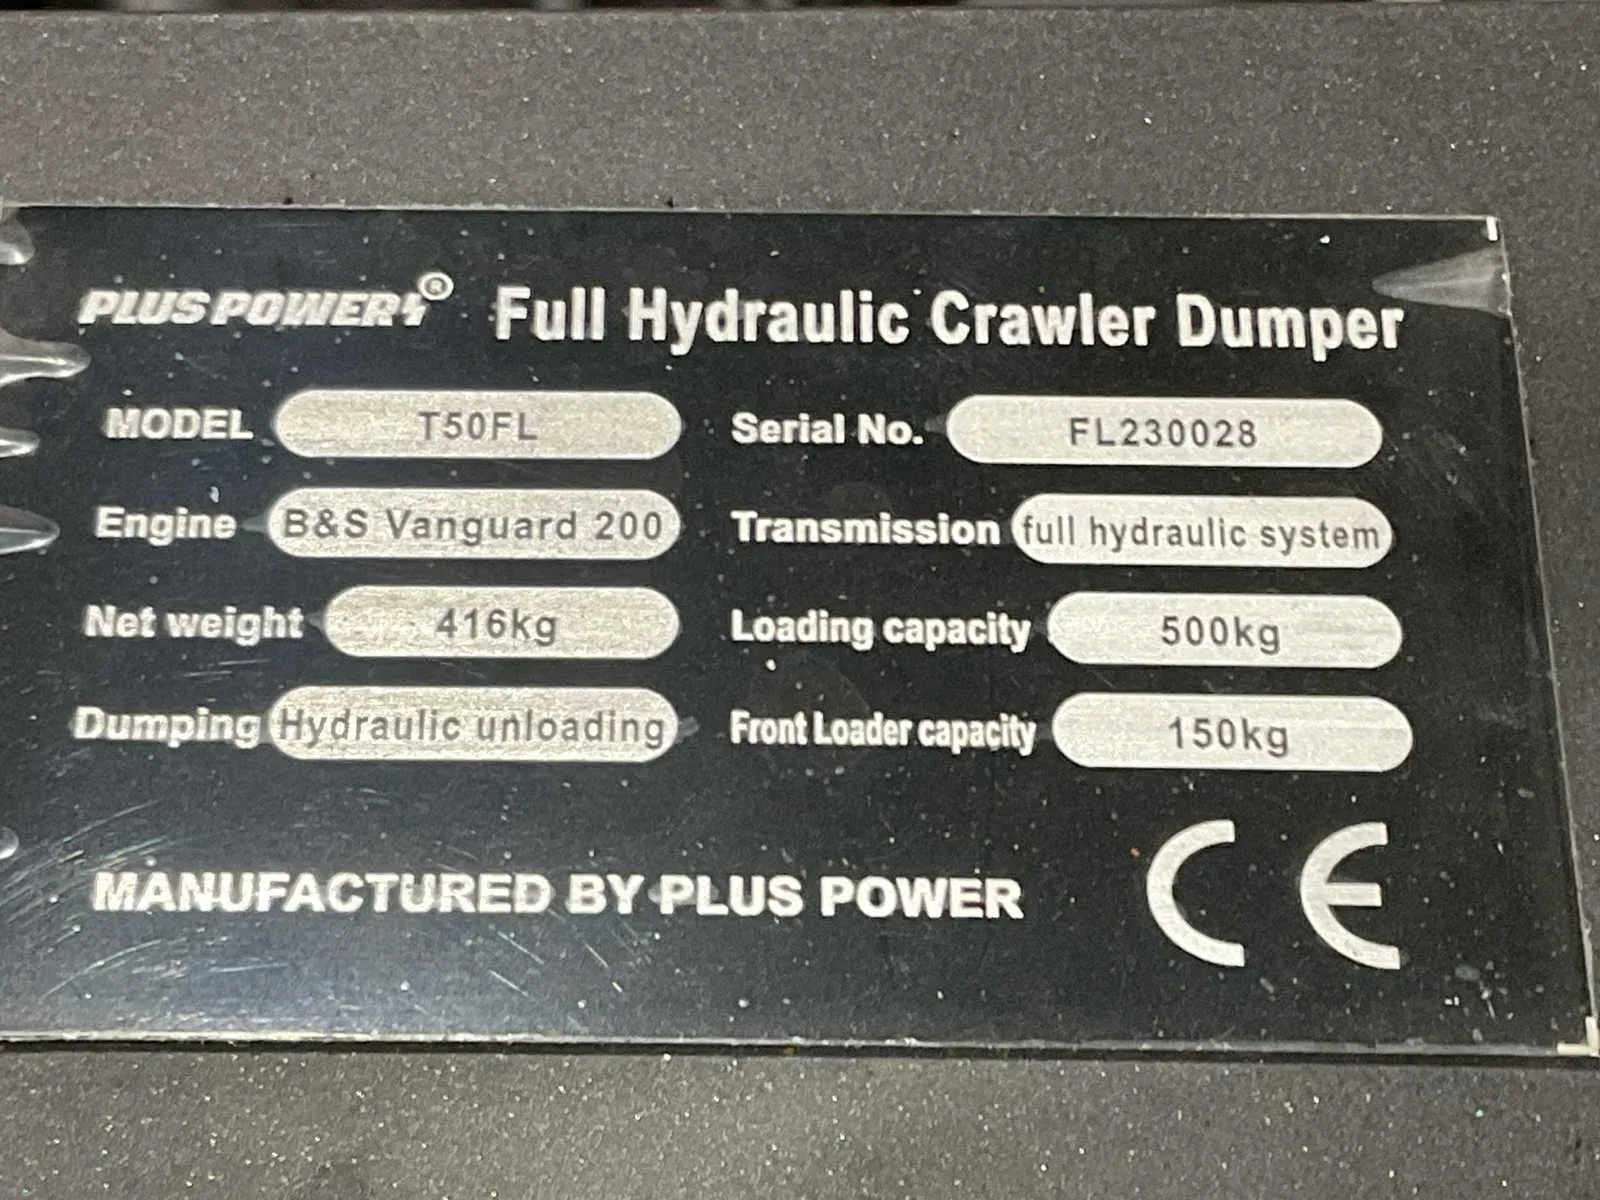 PLUS POWER® Full Hydraulic Crawler Dumper
MODEL T50FL Serial No. FL230028
Engine B&S Vanguard 200 Transmission full hydraulic system
Net weight 416kg Loading capacity 500kg
Dumping Hydraulic unloading Front Loader capacity 150kg
MANUFACTURED BY PLUS POWER CE